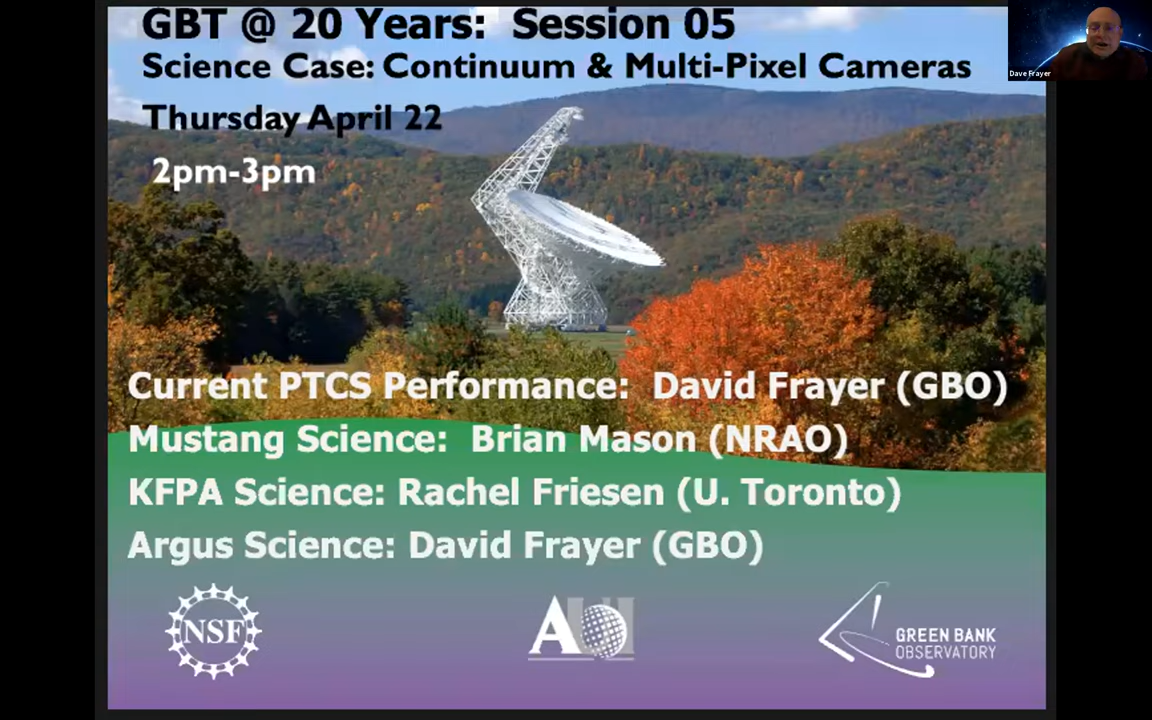 GBT @ 20 Years: Session 05
Science Case: Continuum & Multi-Pixel Cameras
Thursday April 22
2pm-3pm
Dave Frayer
Current PTCS Performance: David Frayer (GBO)
Mustang Science: Brian Mason (NRAO)
KFPA Science: Rachel Friesen (U. Toronto)
Argus Science: David Frayer (GBO)
NSF
AUI
GREEN BANK
OBSERVATORY